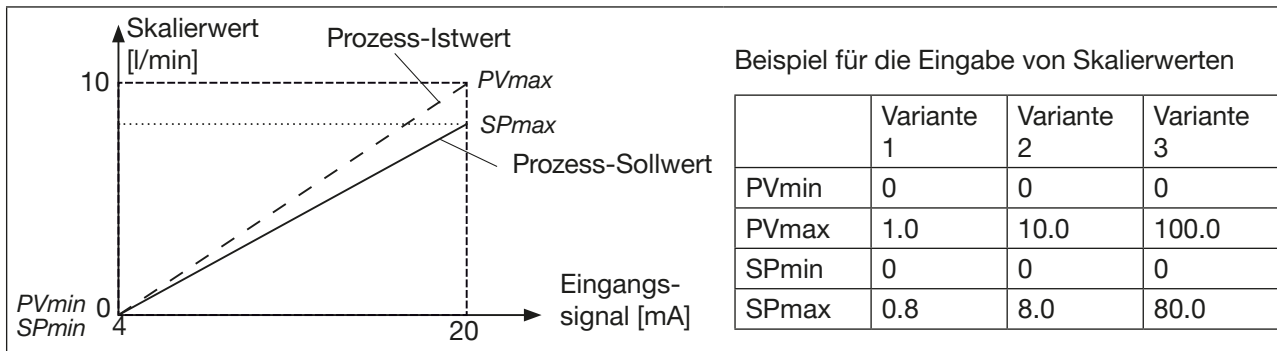 Skalierwert
[l/min]
Prozess-Istwert
10
PVmax
SPmax
Prozess-Sollwert
PVmin
SPmin
0
4
20
Eingangs-
signal [mA]
Beispiel für die Eingabe von Skalierwerten
Variante 1 Variante 2 Variante 3
PVmin 0 0 0
PVmax 1.0 10.0 100.0
SPmin 0 0 0
SPmax 0.8 8.0 80.0